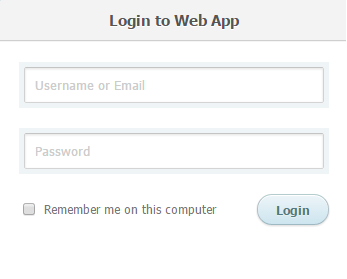 Login to Web App
Username or Email
Password
Remember me on this computer
Login